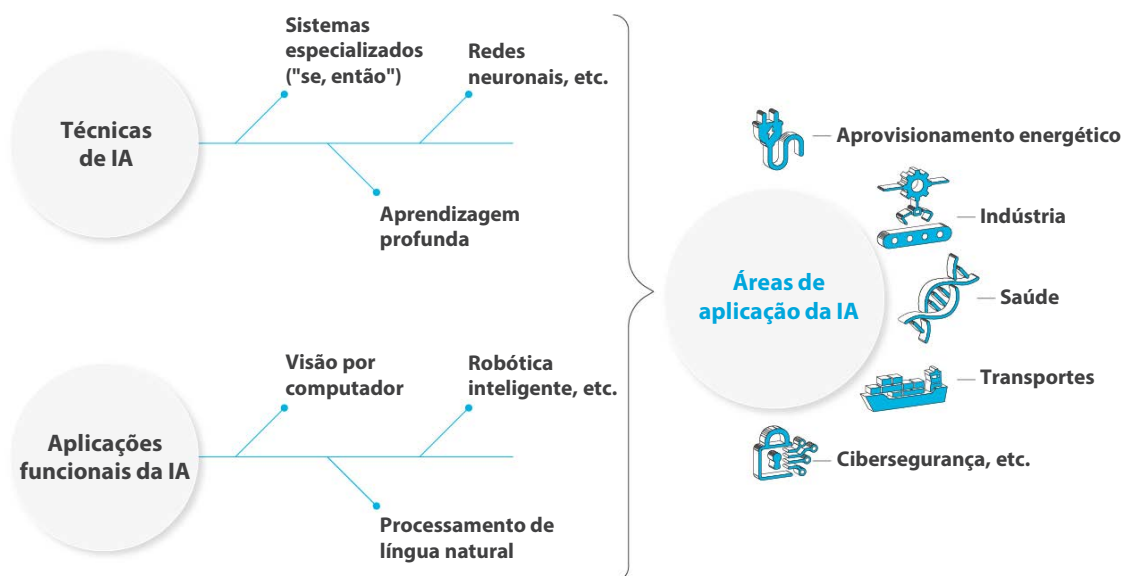 Técnicas
de IA
Sistemas
especializados
("se, então")
Redes
neuronais, etc.
Aprendizagem
profunda
Aplicações
funcionais da IA
Visão por
computador
Robótica
inteligente, etc.
Processamento de
língua natural
Áreas de
aplicação da IA
Aprovisionamento energético
Indústria
Saúde
Transportes
Cibersegurança, etc.